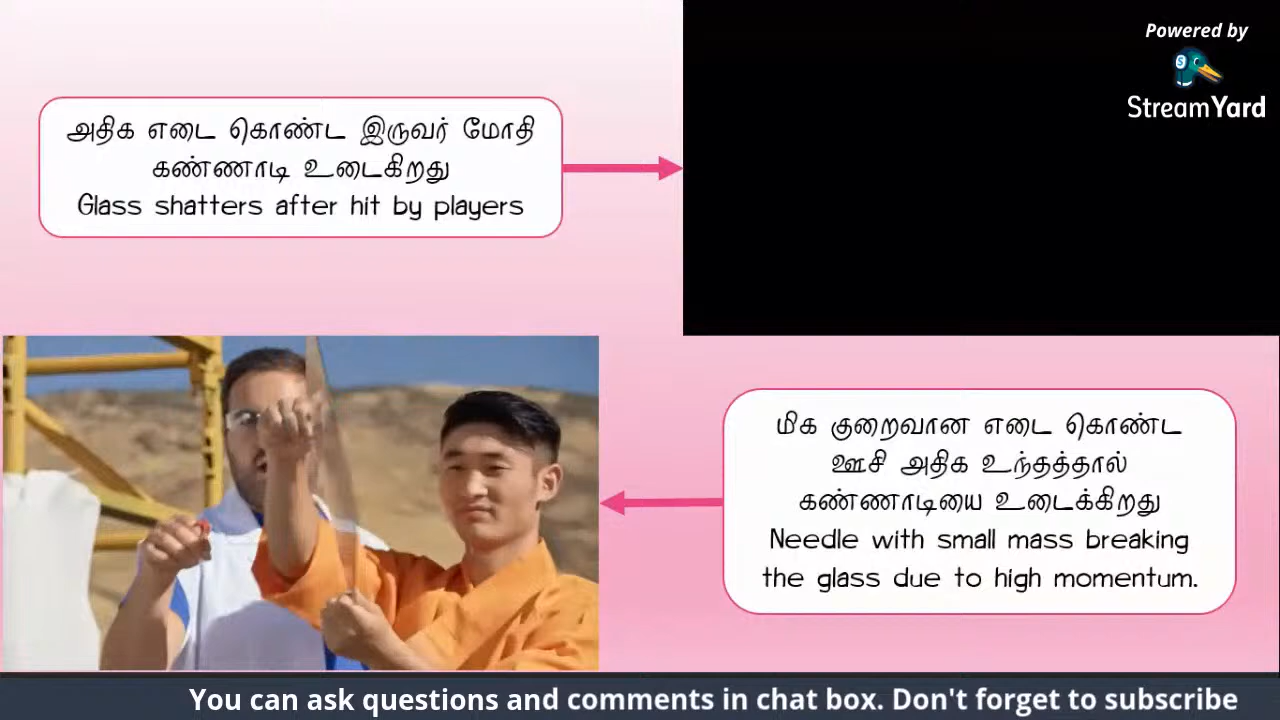 Powered by
StreamYard
அதிக எடை கொண்ட இருவர் மோதி
கண்ணாடி உடைகிறது
Glass shatters after hit by players
மிக குறைவான எடை கொண்ட
ஊசி அதிக உந்தத்தால்
கண்ணாடியை உடைக்கிறது
Needle with small mass breaking
the glass due to high momentum.
You can ask questions and comments in chat box. Don't forget to subscribe